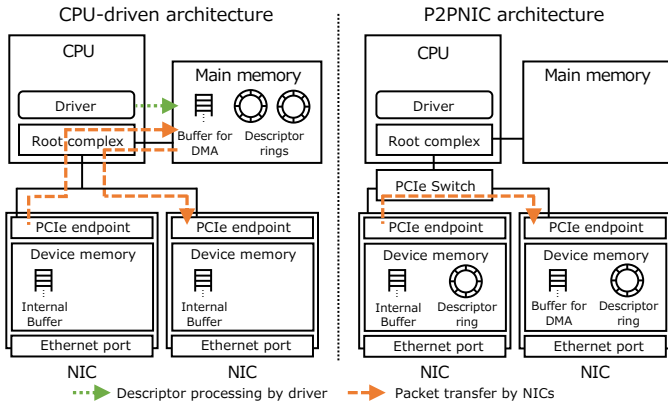 CPU-driven architecture
CPU
Driver
Root complex
Main memory
Buffer for
DMA
Descriptor
rings
PCIe endpoint
Device memory
Internal
Buffer
Ethernet port
NIC
PCIe endpoint
Device memory
Internal
Buffer
Ethernet port
NIC
P2PNIC architecture
CPU
Driver
Root complex
Main memory
PCIe Switch
PCIe endpoint
Device memory
Internal
Buffer
Descriptor
ring
Ethernet port
NIC
PCIe endpoint
Device memory
Buffer for
DMA
Descriptor
ring
Ethernet port
NIC
Descriptor processing by driver
Packet transfer by NICs